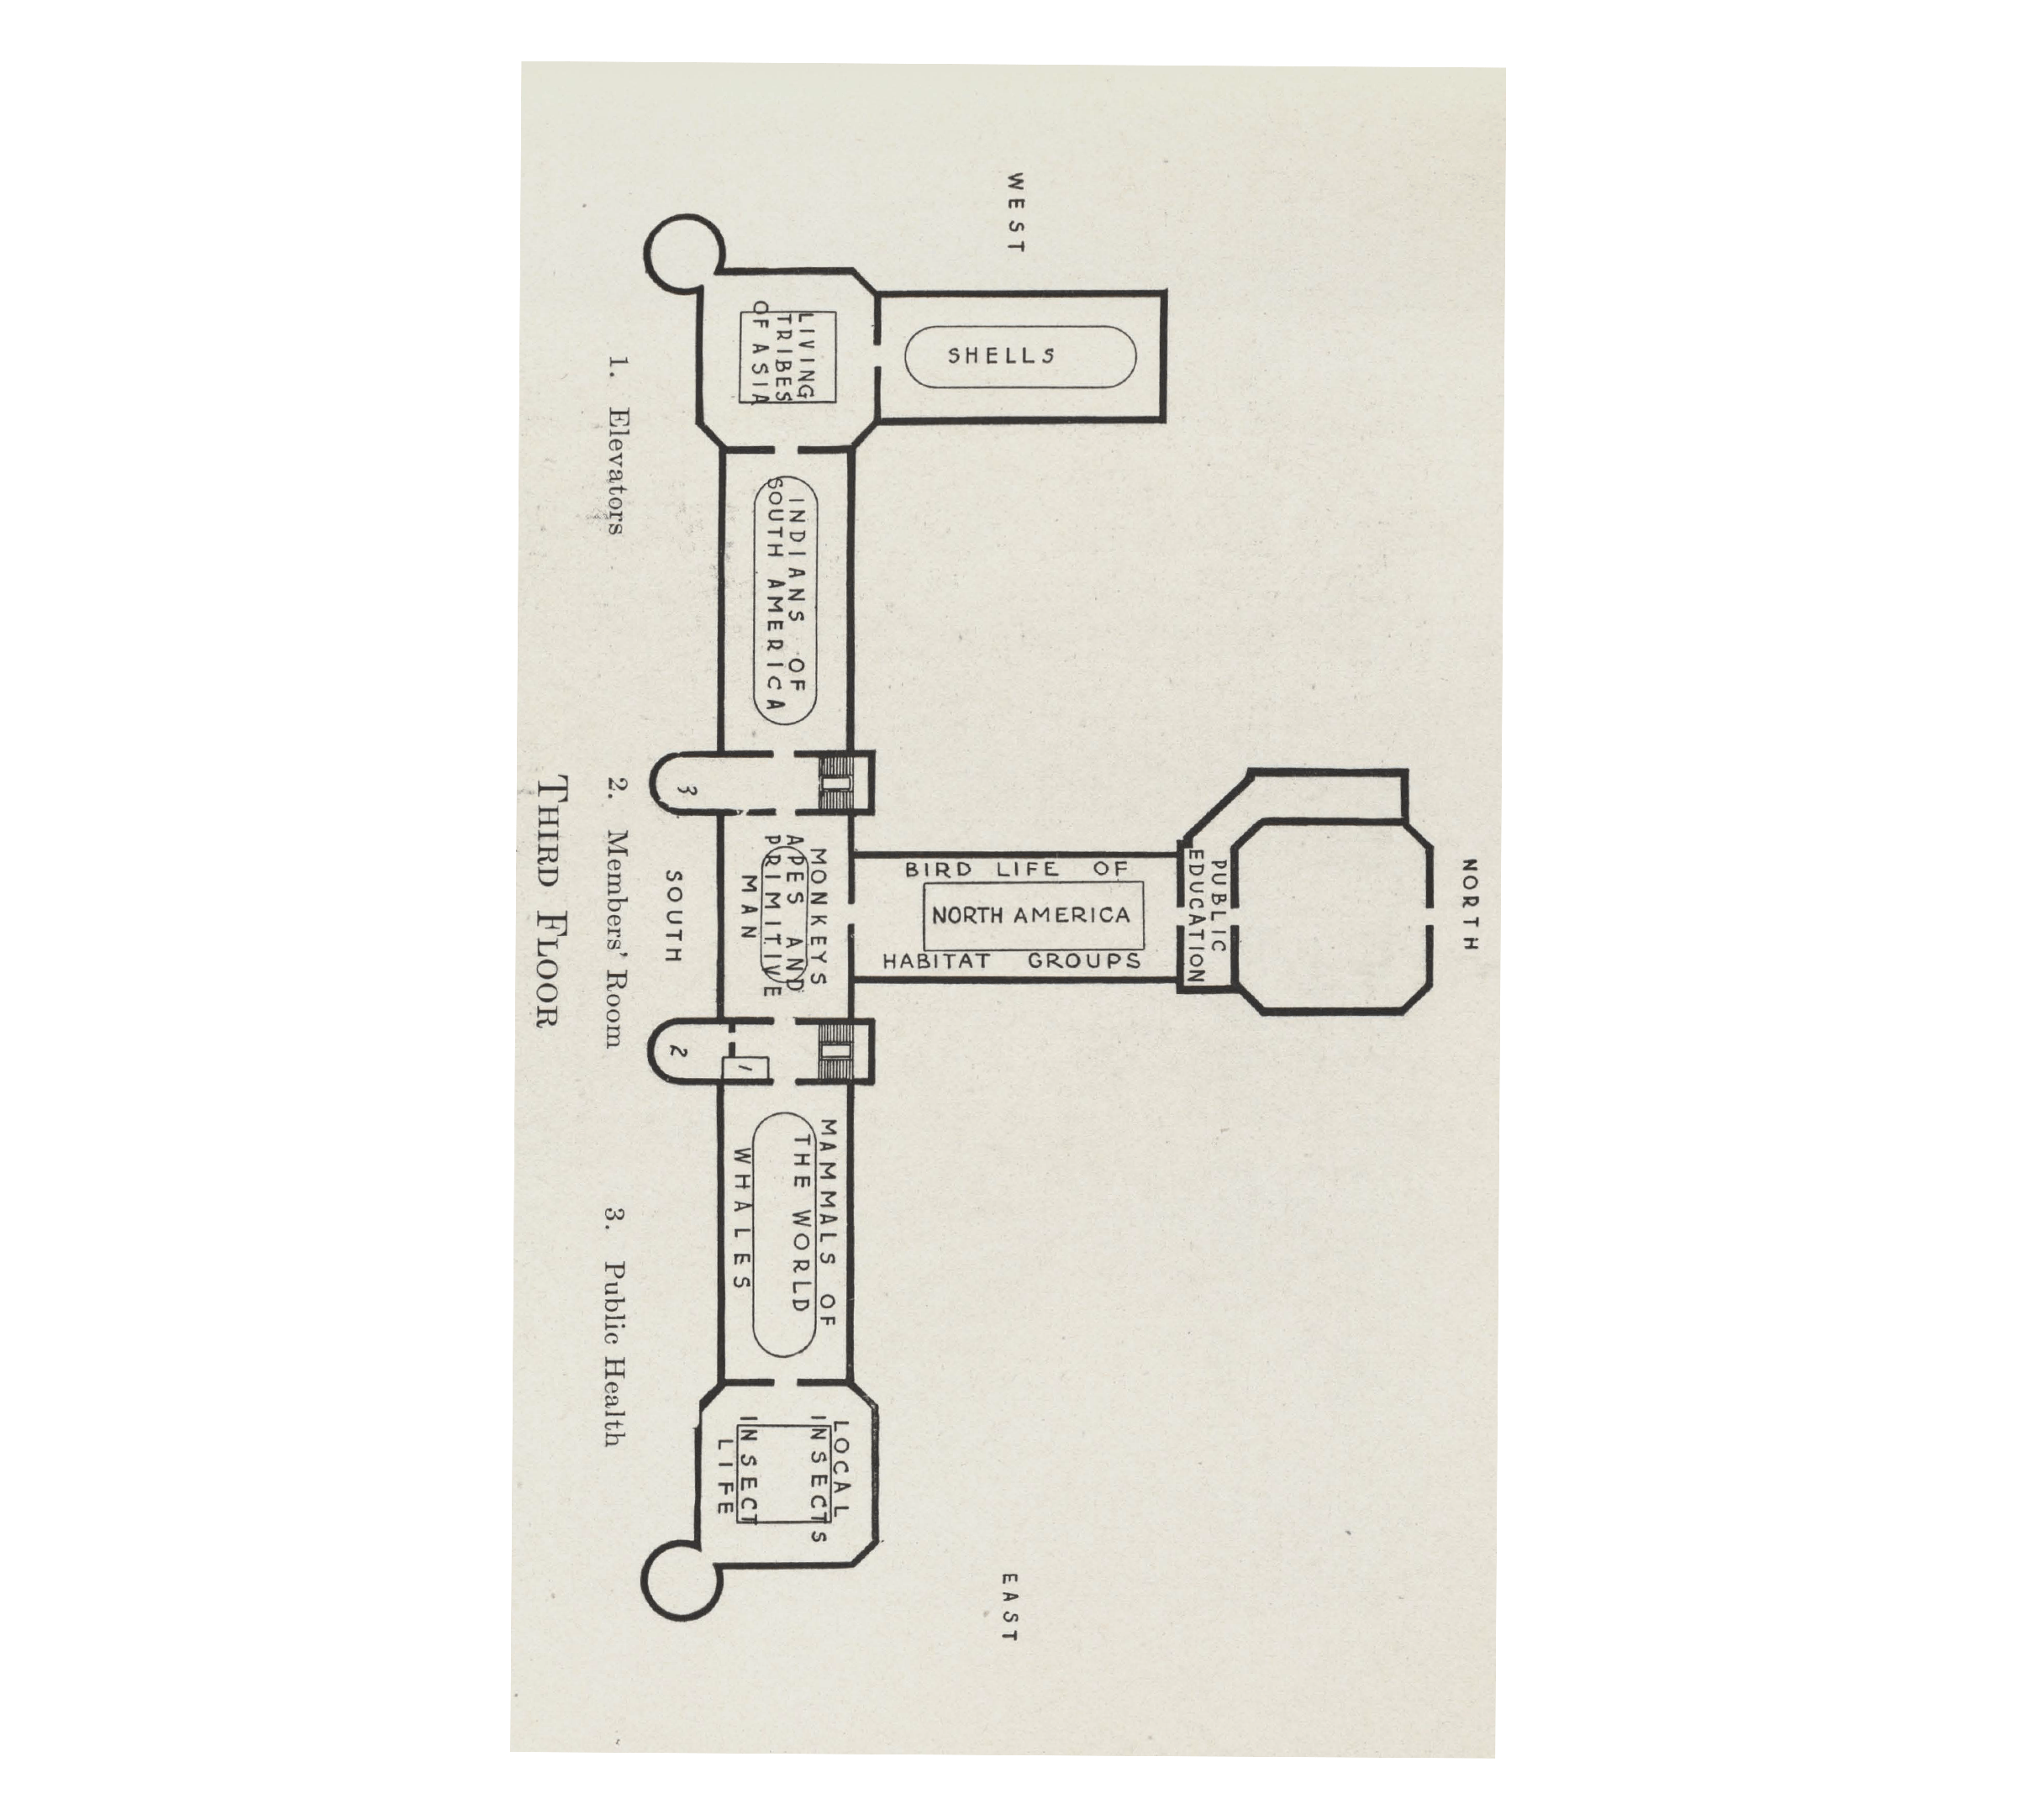 NORTH
PUBLIC
EDUCATION
WEST
EAST
SHELLS
BIRD LIFE OF
NORTH AMERICA
HABITAT GROUPS
LIVING
TRIBES
OF ASIA
INDIANS OF
SOUTH AMERICA
MONKEYS
APES AND
PRIMITIVE
MAN
MAMMALS OF
THE WORLD
WHALES
LOCAL
INSECTS
INSECT
LIFE
1
3
2
SOUTH
1. Elevators 2. Members' Room 3. Public Health
THIRD FLOOR